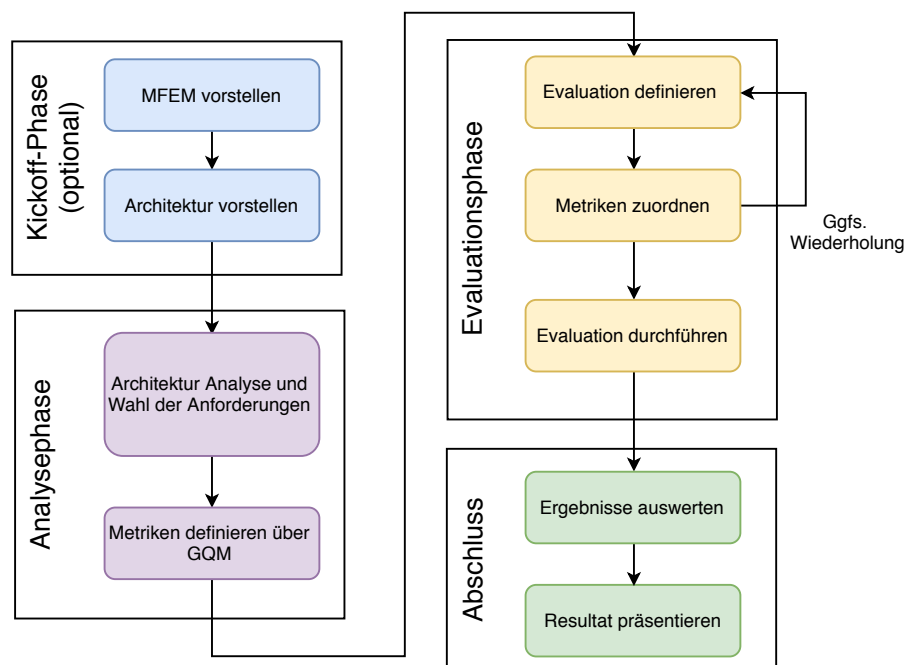 Kickoff-Phase
(optional)
MFEM vorstellen
Architektur vorstellen
Analysephase
Architektur Analyse und
Wahl der Anforderungen
Metriken definieren über
GQM
Evaluationsphase
Evaluation definieren
Metriken zuordnen
Ggfs.
Wiederholung
Evaluation durchführen
Abschluss
Ergebnisse auswerten
Resultat präsentieren